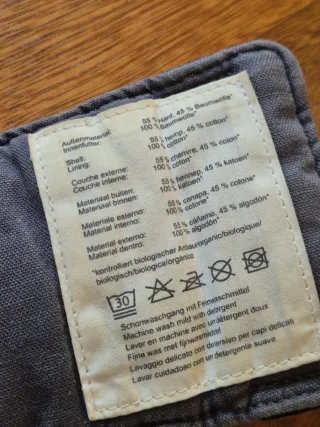 Außenmaterial: 55 % Hanf, 45 % Baumwolle*
Innenfutter: 100 % Baumwolle*
Shell: 55 % hemp, 45 % cotton*
Lining: 100 % cotton*
Couche externe: 55 % chanvre, 45 % coton*
Couche interne: 100 % coton*
Materiaal buiten: 55 % hennep, 45 % katoen*
Materiaal binnen: 100 % katoen*
Materiale esterno: 55 % canapa, 45 % cotone*
Materiale interno: 100 % cotone*
Material externo: 55 % cáñamo, 45 % algodón*
Material dentro: 100 % algodón*
*kontrolliert biologischer Anbau/organic/biologique/
biologisch/biologica/orgánico
30
Schonwaschgang mit Feinwaschmittel
Machine wash mild with detergent
Laver en machine avec un détergent doux
Fijne was met fijnwasmiddel
Lavaggio delicato con detersivo per capi delicati
Lavar cuidadoso con un detergente suave